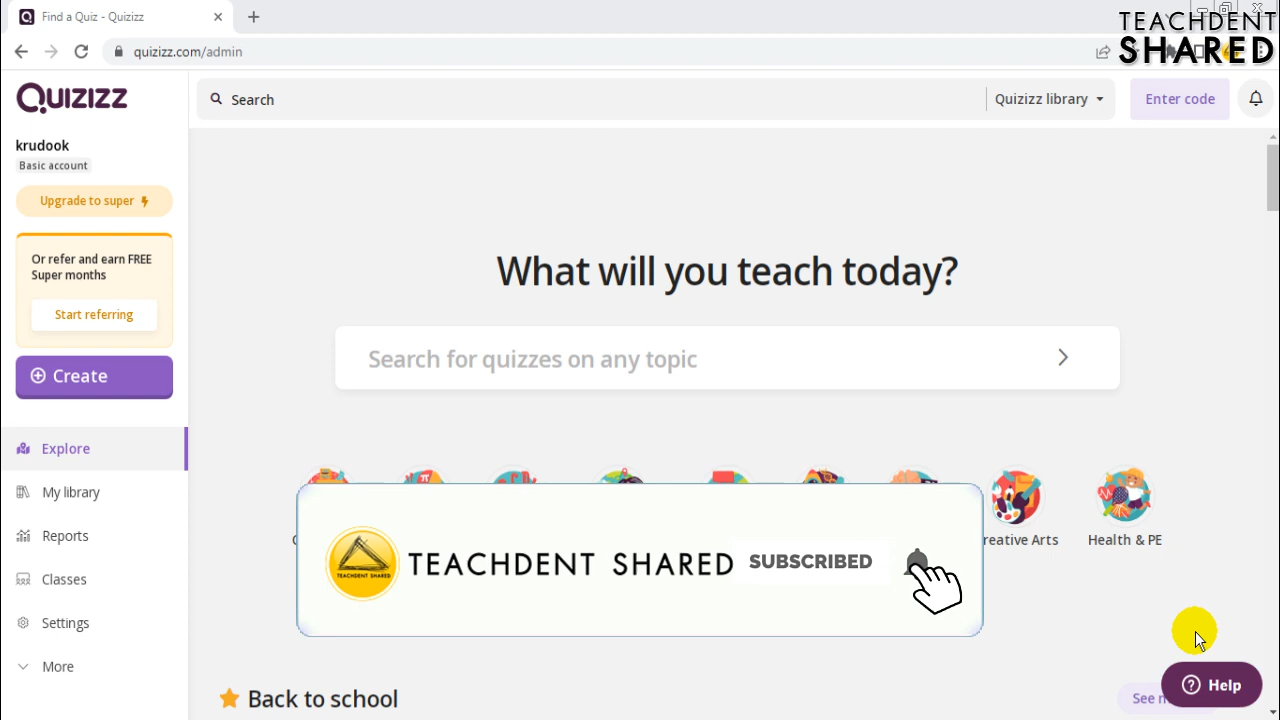 Find a Quiz - Quizizz
TEACHDENT
SHARED
quizizz.com/admin
QUIZIZZ
Search
Quizizz library
Enter code
krudook
Basic account
Upgrade to super
Or refer and earn FREE
Super months
Start referring
Create
What will you teach today?
Search for quizzes on any topic
Explore
My library
Reports
Classes
Settings
More
reative Arts
Health & PE
TEACHDENT SHARED
TEACHDENT SHARED
SUBSCRIBED
Back to school
See
Help